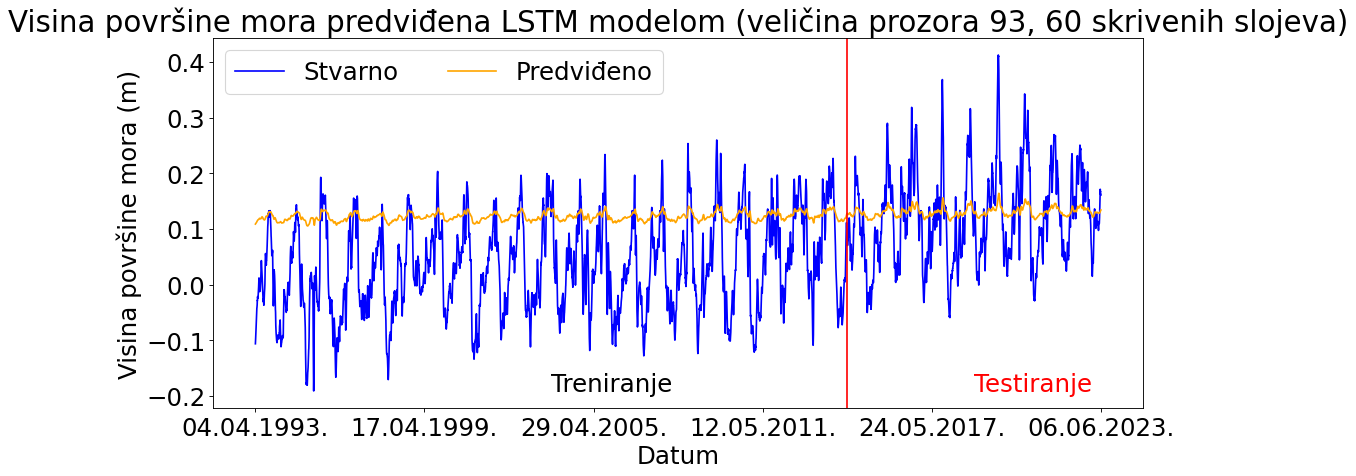 Visina površine mora predviđena LSTM modelom (veličina prozora 93, 60 skrivenih slojeva)
Stvarno Predviđeno
Visina površine mora (m)
0.4
0.3
0.2
0.1
0.0
−0.1
−0.2
Treniranje Testiranje
04.04.1993. 17.04.1999. 29.04.2005. 12.05.2011. 24.05.2017. 06.06.2023.
Datum